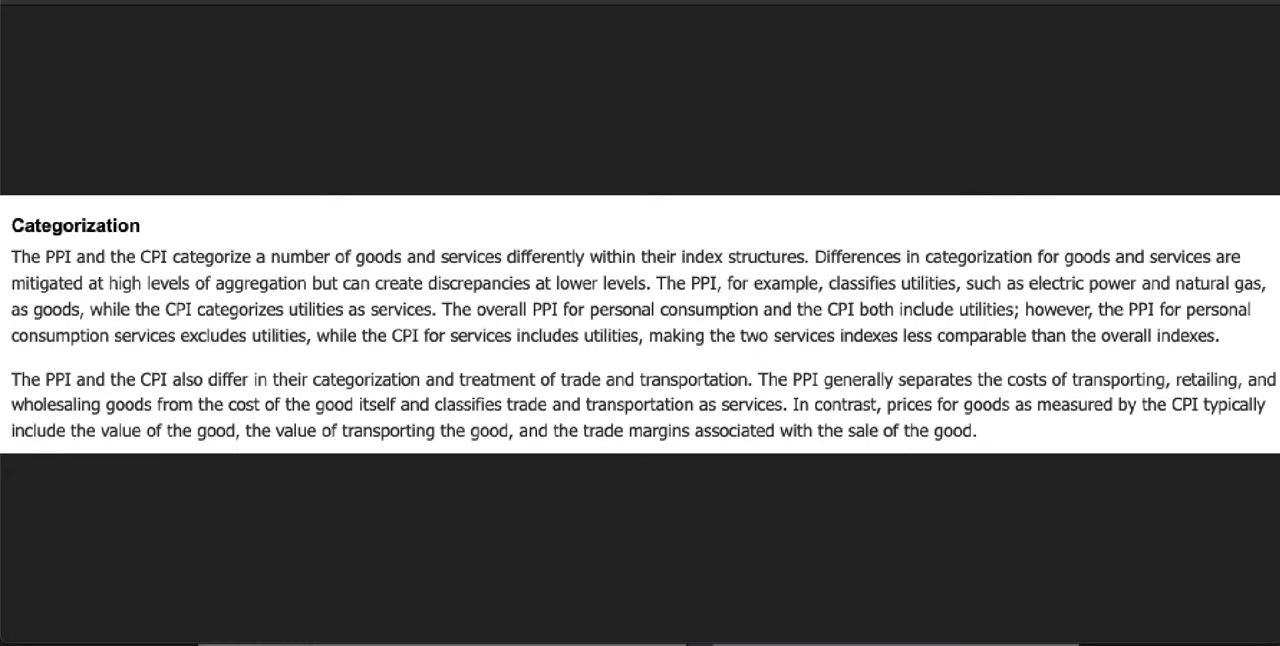 Categorization
The PPI and the CPI categorize a number of goods and services differently within their index structures. Differences in categorization for goods and services are
mitigated at high levels of aggregation but can create discrepancies at lower levels. The PPI, for example, classifies utilities, such as electric power and natural gas,
as goods, while the CPI categorizes utilities as services. The overall PPI for personal consumption and the CPI both include utilities; however, the PPI for personal
consumption services excludes utilities, while the CPI for services includes utilities, making the two services indexes less comparable than the overall indexes.
The PPI and the CPI also differ in their categorization and treatment of trade and transportation. The PPI generally separates the costs of transporting, retailing, and
wholesaling goods from the cost of the good itself and classifies trade and transportation as services. In contrast, prices for goods as measured by the CPI typically
include the value of the good, the value of transporting the good, and the trade margins associated with the sale of the good.